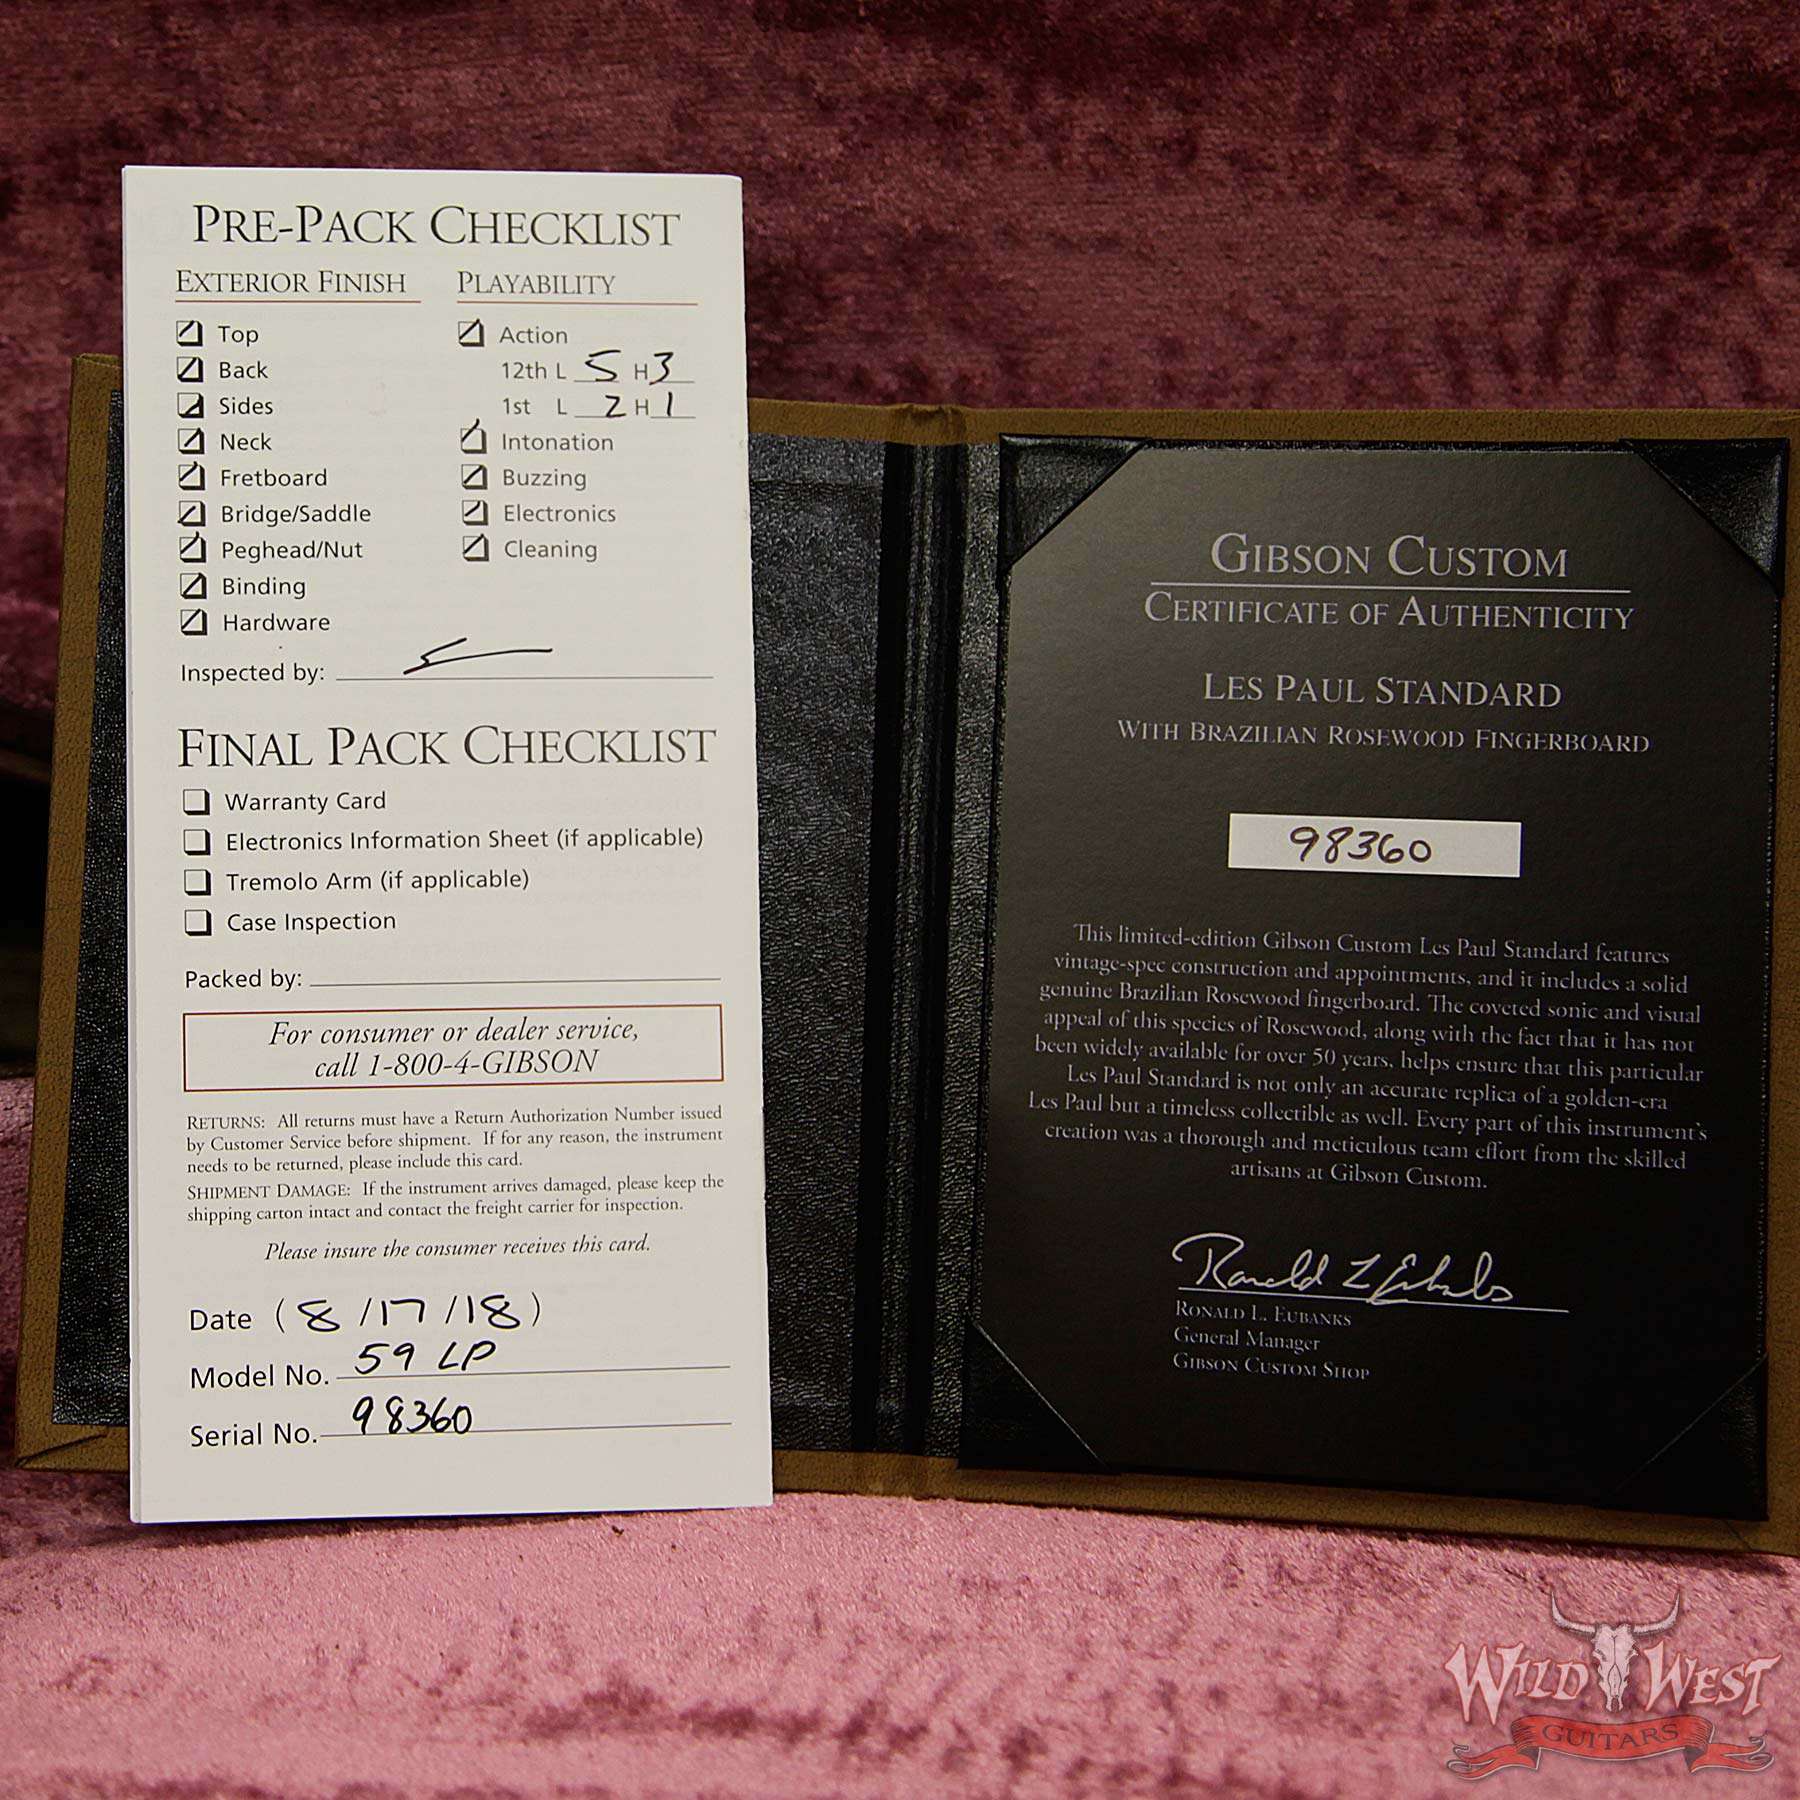 PRE-PACK CHECKLIST
EXTERIOR FINISH
Top
Back
Sides
Neck
Fretboard
Bridge/Saddle
Peghead/Nut
Binding
Hardware
PLAYABILITY
Action
12th L 5 H 3
1st L 2 H 1
Intonation
Buzzing
Electronics
Cleaning
Inspected by:
FINAL PACK CHECKLIST
Warranty Card
Electronics Information Sheet (if applicable)
Tremolo Arm (if applicable)
Case Inspection
Packed by:
For consumer or dealer service,
call 1-800-4-GIBSON
RETURNS: All returns must have a Return Authorization Number issued
by Customer Service before shipment. If for any reason, the instrument
needs to be returned, please include this card.
SHIPMENT DAMAGE: If the instrument arrives damaged, please keep the
shipping carton intact and contact the freight carrier for inspection.
Please insure the consumer receives this card.
Date (8/17/18)
Model No. 59 LP
Serial No. 98360
GIBSON CUSTOM
CERTIFICATE OF AUTHENTICITY
LES PAUL STANDARD
WITH BRAZILIAN ROSEWOOD FINGERBOARD
98360
This limited-edition Gibson Custom Les Paul Standard features
vintage-spec construction and appointments, and it includes a solid
genuine Brazilian Rosewood fingerboard. The coveted sonic and visual
appeal of this species of Rosewood, along with the fact that it has not
been widely available for over 50 years, helps ensure that this particular
Les Paul Standard is not only an accurate replica of a golden-era
Les Paul but a timeless collectible as well. Every part of this instrument's
creation was a thorough and meticulous team effort from the skilled
artisans at Gibson Custom.
Ronald L Eubanks
RONALD L. EUBANKS
General Manager
GIBSON CUSTOM SHOP
WILD WEST
GUITARS